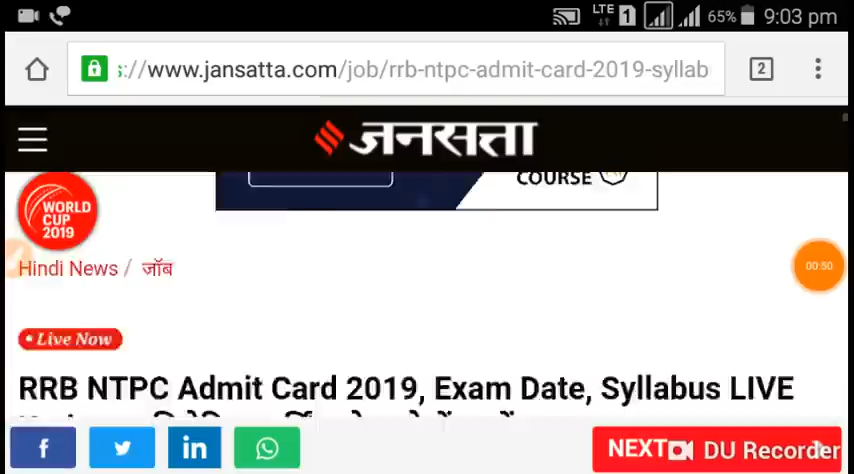 LTE 1 65% 9:03 pm
s://www.jansatta.com/job/rrb-ntpc-admit-card-2019-syllab
2
जनसत्ता
COURSE
WORLD
CUP
2019
Hindi News / जॉब
00:50
• Live Now
RRB NTPC Admit Card 2019, Exam Date, Syllabus LIVE
f in NEXT DU Recorder